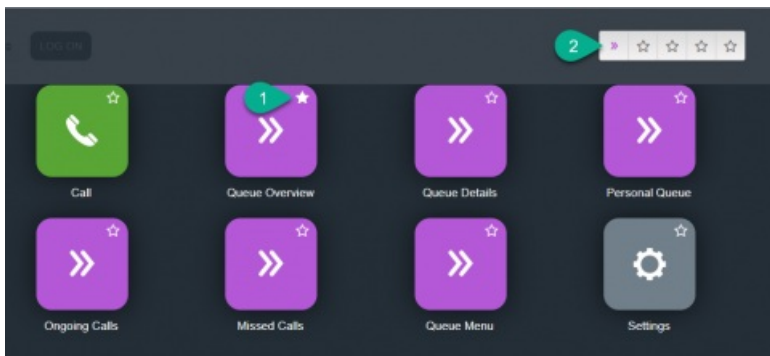 LOG ON
2
1
Call
Queue Overview
Queue Details
Personal Queue
Ongoing Calls
Missed Calls
Queue Menu
Settings